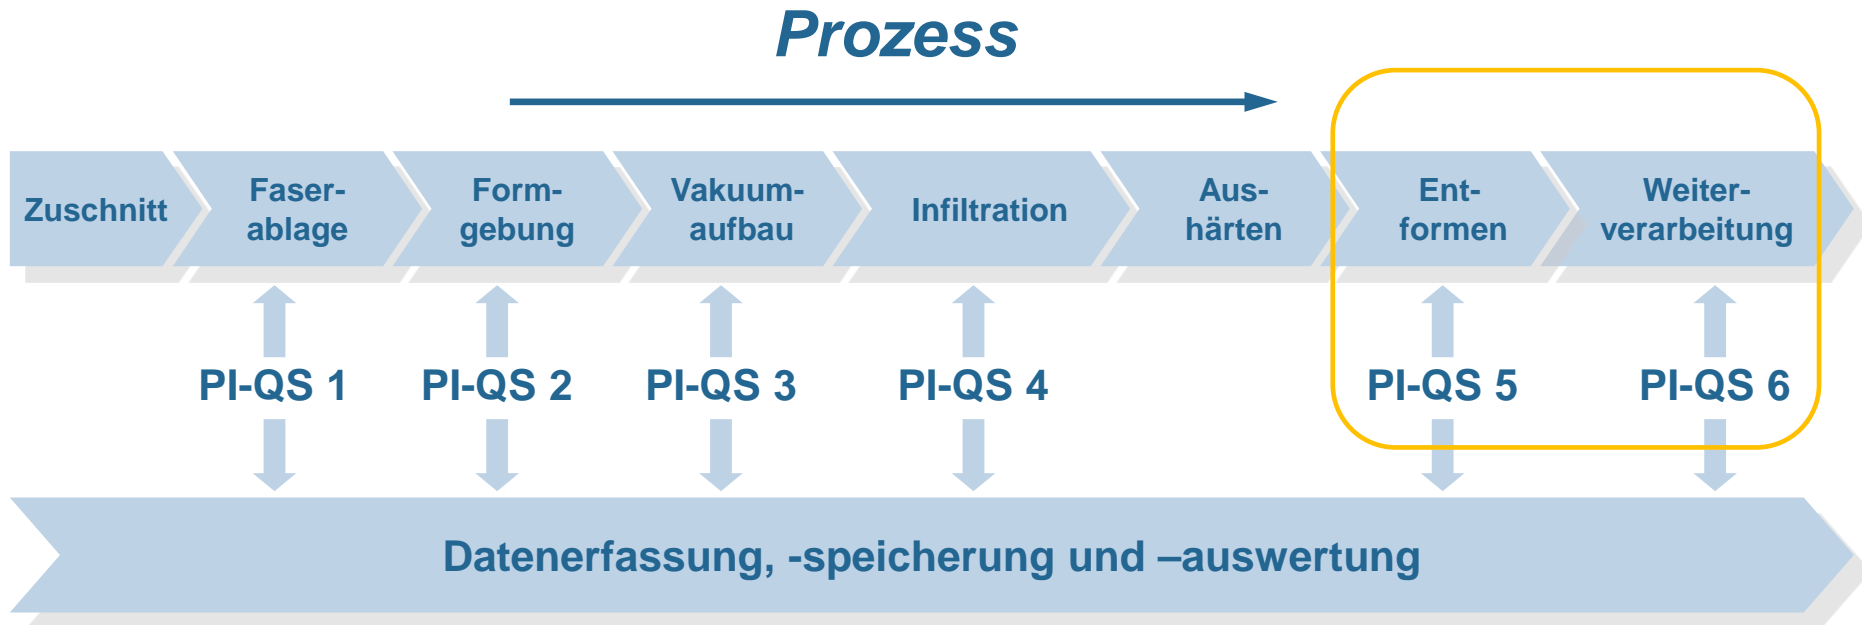 Prozess
Zuschnitt
Faser-
ablage
Form-
gebung
Vakuum-
aufbau
Infiltration
Aus-
härten
Ent-
formen
Weiter-
verarbeitung
PI-QS 1
PI-QS 2
PI-QS 3
PI-QS 4
PI-QS 5
PI-QS 6
Datenerfassung, -speicherung und –auswertung